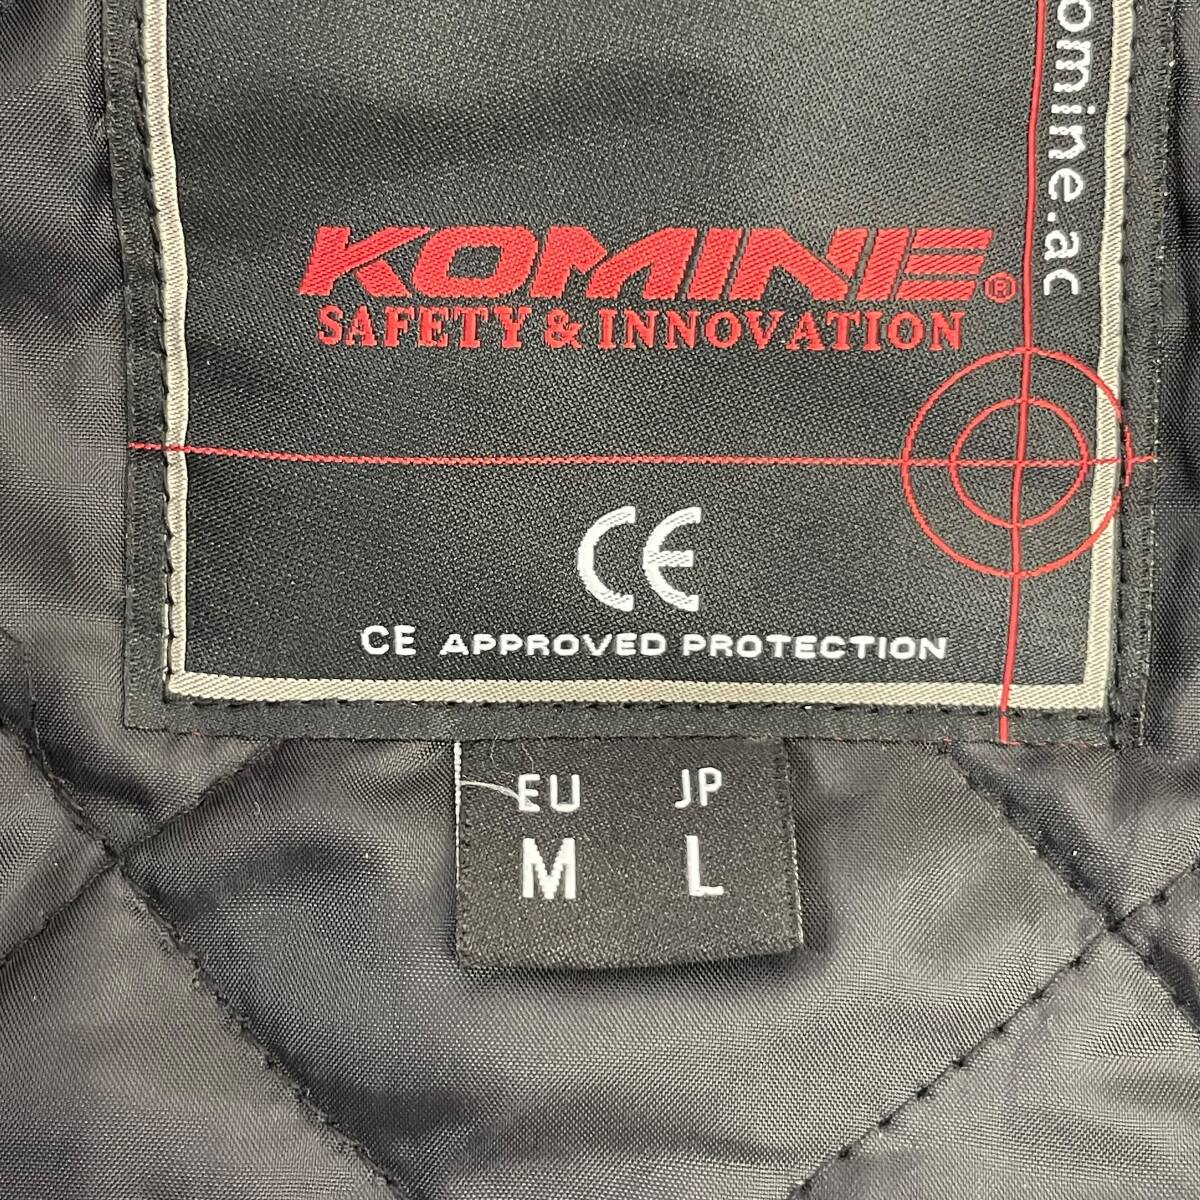 omine.ac
KOMINE®
SAFETY & INNOVATION
CE
CE APPROVED PROTECTION
EU JP
M L